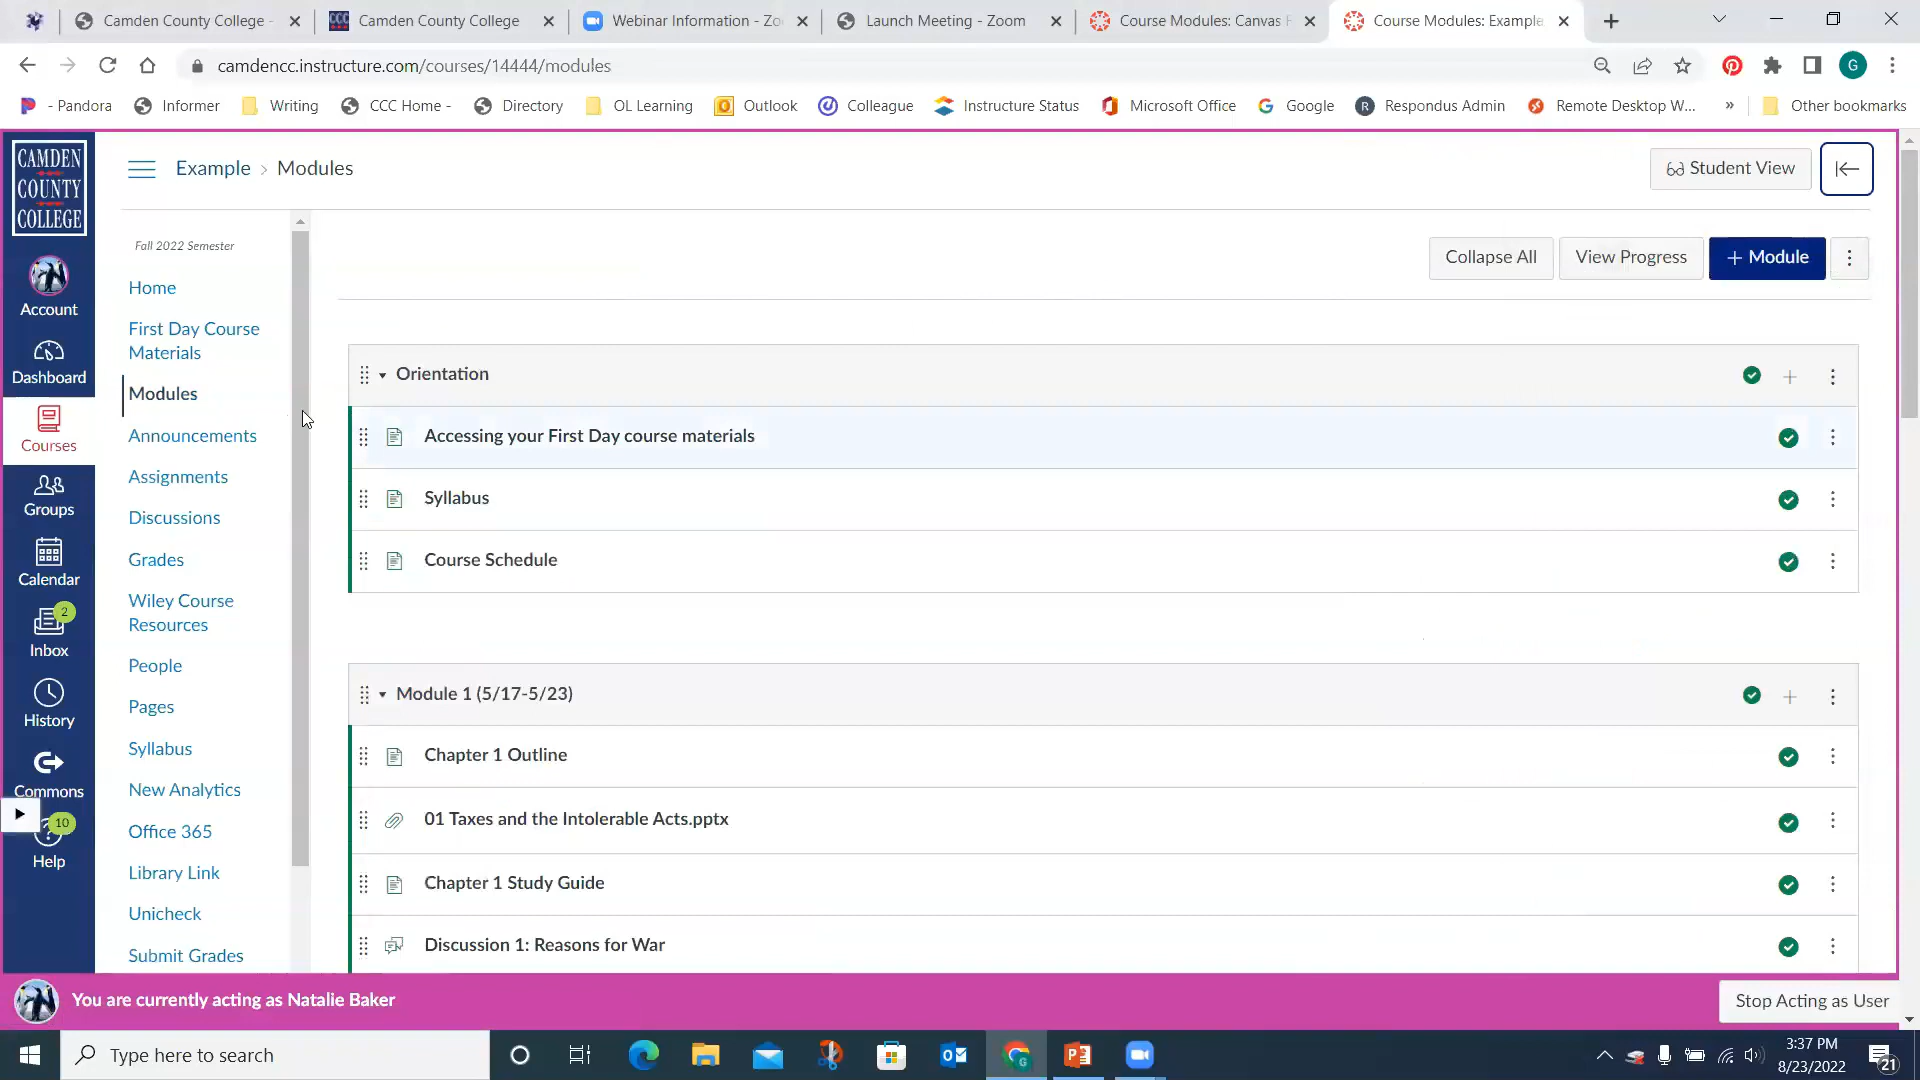 Camden County College -
CCC Camden County College
Webinar Information - Zo
Launch Meeting - Zoom
Course Modules: Canvas F
Course Modules: Example
camdencc.instructure.com/courses/14444/modules
G
- Pandora
Informer
Writing
CCC Home -
Directory
OL Learning
Outlook
Colleague
Instructure Status
Microsoft Office
Google
R Respondus Admin
Remote Desktop W...
»
Other bookmarks
CAMDEN
COUNTY
COLLEGE
Example > Modules
Student View
Fall 2022 Semester
Account
Dashboard
Courses
Groups
Calendar
2
Inbox
History
Commons
10
Help
Home
First Day Course
Materials
Modules
Announcements
Assignments
Discussions
Grades
Wiley Course
Resources
People
Pages
Syllabus
New Analytics
Office 365
Library Link
Unicheck
Submit Grades
Collapse All
View Progress
+ Module
Orientation
Accessing your First Day course materials
Syllabus
Course Schedule
Module 1 (5/17-5/23)
Chapter 1 Outline
01 Taxes and the Intolerable Acts.pptx
Chapter 1 Study Guide
Discussion 1: Reasons for War
You are currently acting as Natalie Baker
Stop Acting as User
Type here to search
3:37 PM
8/23/2022
21